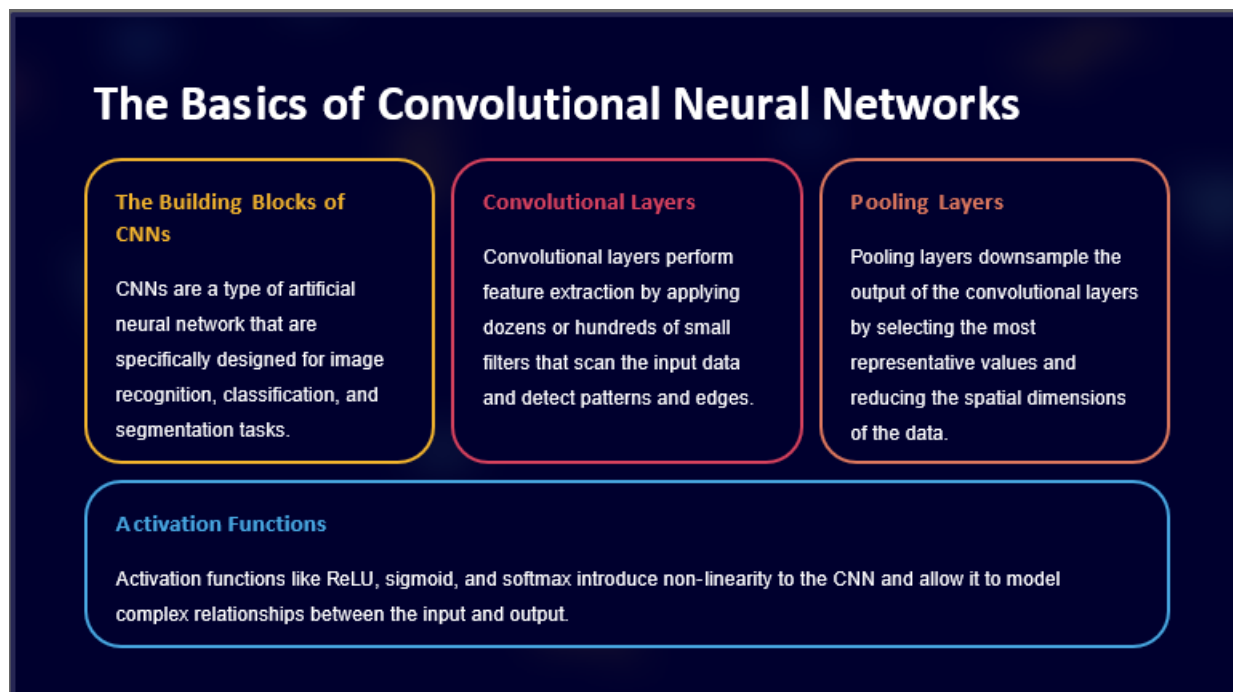 The Basics of Convolutional Neural Networks
The Building Blocks of
CNNs
CNNs are a type of artificial
neural network that are
specifically designed for image
recognition, classification, and
segmentation tasks.
Convolutional Layers
Convolutional layers perform
feature extraction by applying
dozens or hundreds of small
filters that scan the input data
and detect patterns and edges.
Pooling Layers
Pooling layers downsample the
output of the convolutional layers
by selecting the most
representative values and
reducing the spatial dimensions
of the data.
Activation Functions
Activation functions like ReLU, sigmoid, and softmax introduce non-linearity to the CNN and allow it to model
complex relationships between the input and output.